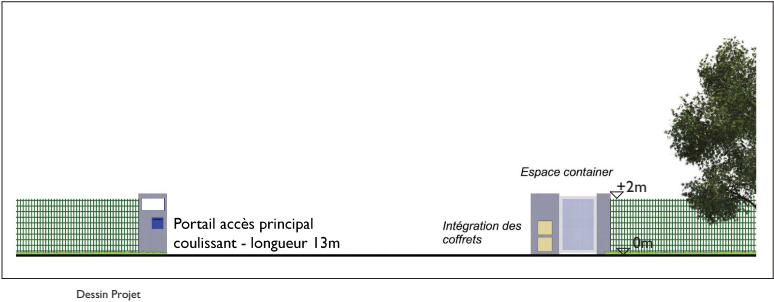 Espace container
+2m
Portail accès principal
coulissant - longueur 13m
Intégration des
coffrets
0m
Dessin Projet